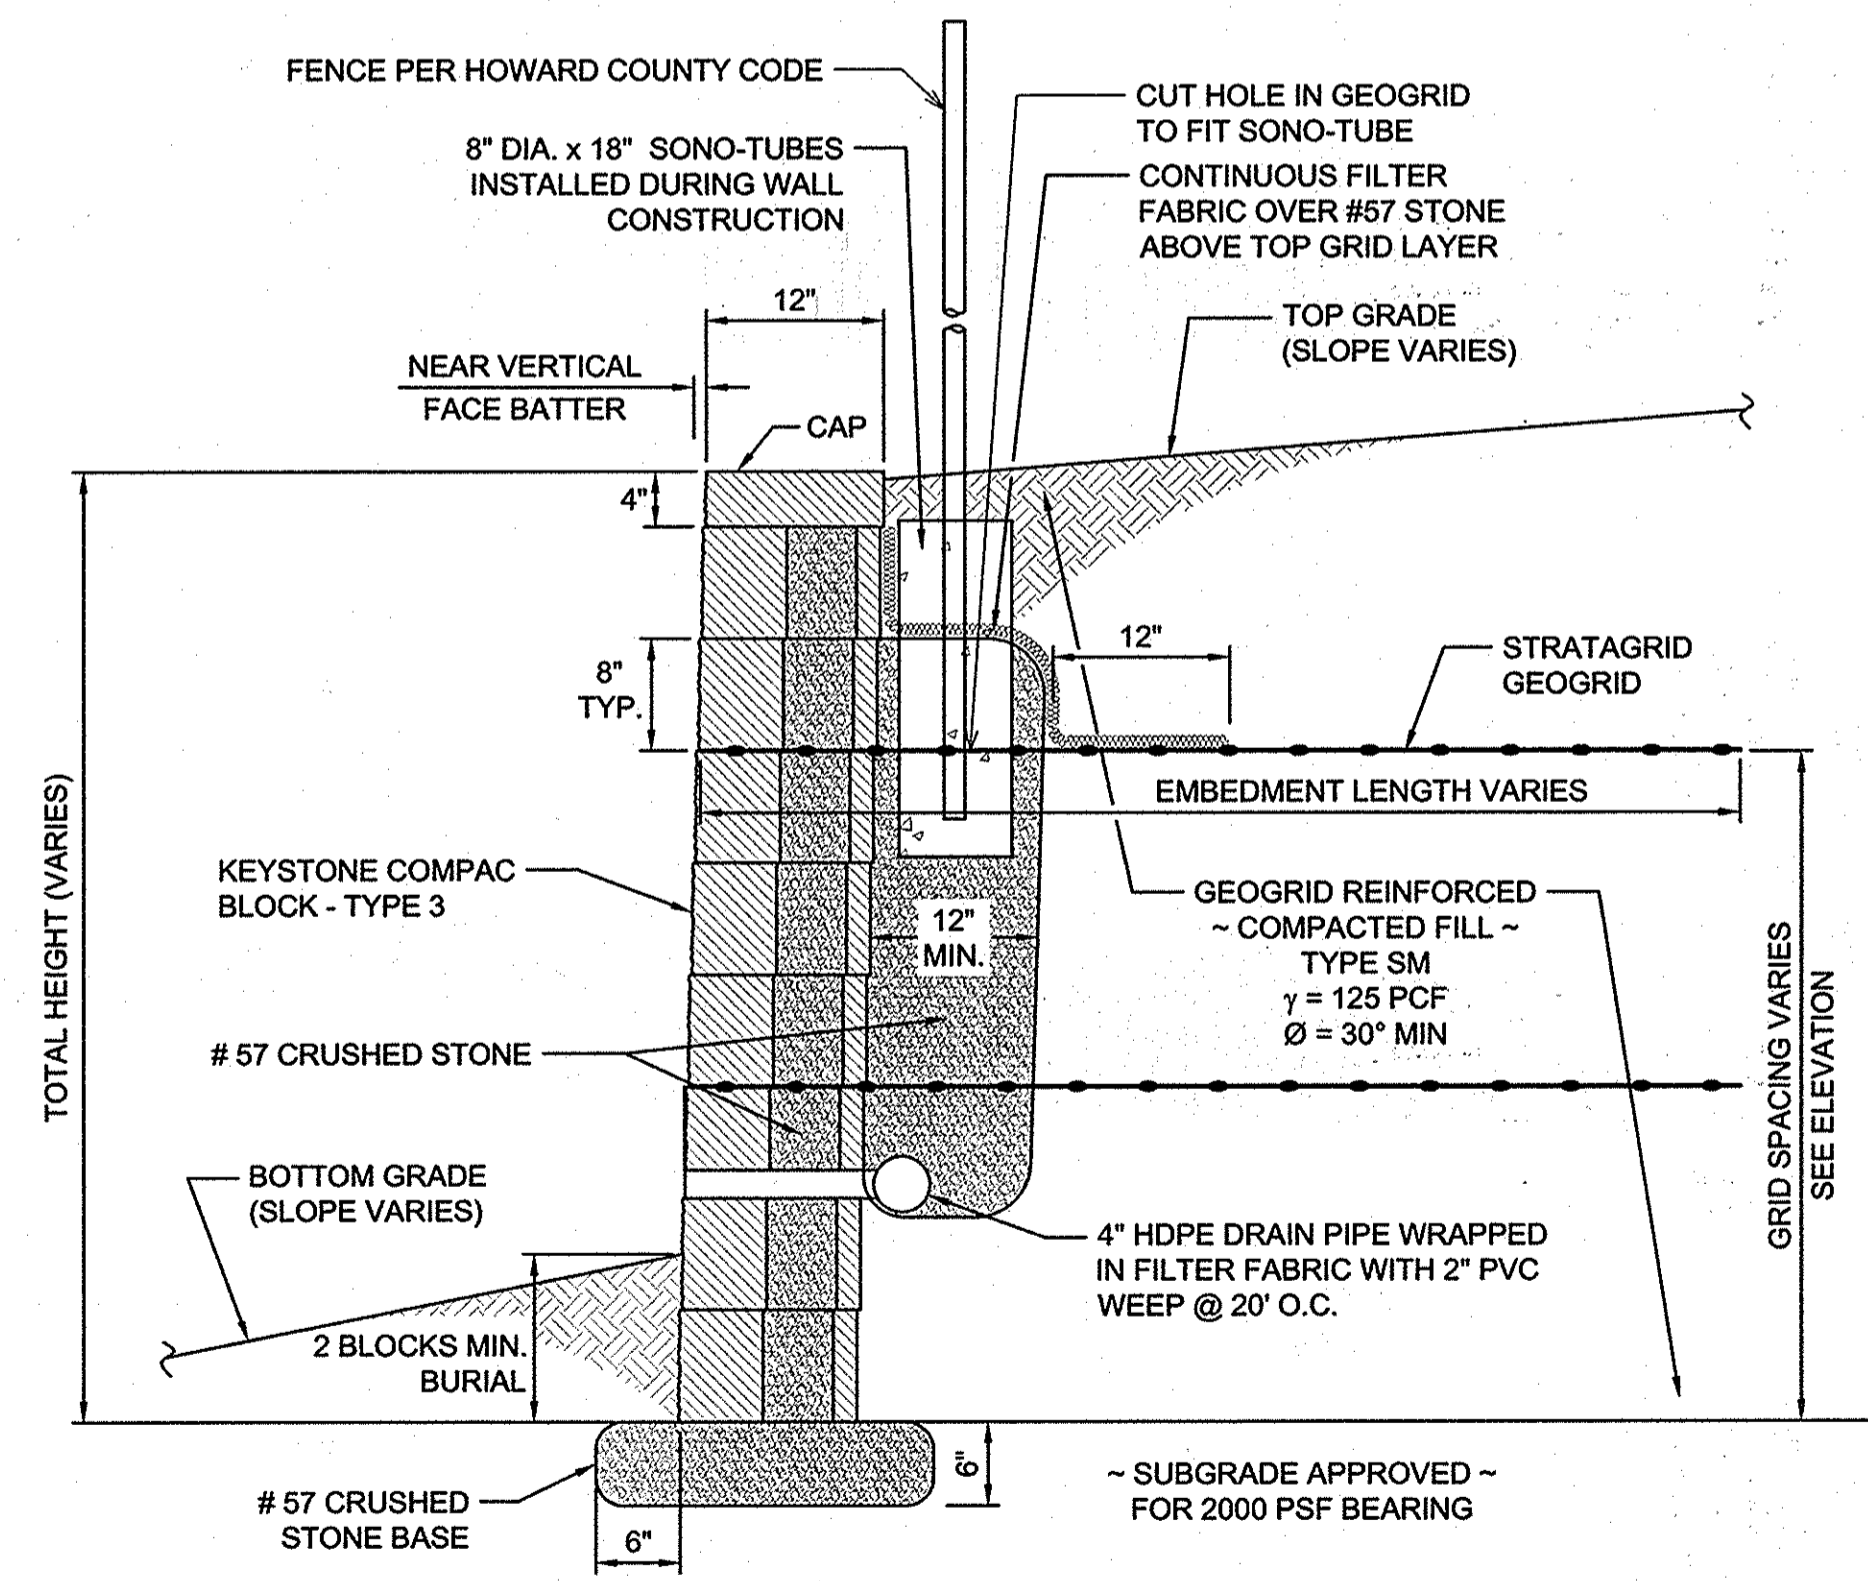 FENCE PER HOWARD COUNTY CODE
8" DIA. x 18" SONO-TUBES
INSTALLED DURING WALL
CONSTRUCTION
CUT HOLE IN GEOGRID
TO FIT SONO-TUBE
CONTINUOUS FILTER
FABRIC OVER #57 STONE
ABOVE TOP GRID LAYER
12"
TOP GRADE
(SLOPE VARIES)
NEAR VERTICAL
FACE BATTER
CAP
4"
8"
TYP.
12"
STRATAGRID
GEOGRID
EMBEDMENT LENGTH VARIES
TOTAL HEIGHT (VARIES)
KEYSTONE COMPAC
BLOCK - TYPE 3
12"
MIN.
GEOGRID REINFORCED
~ COMPACTED FILL ~
TYPE SM
γ = 125 PCF
Ø = 30° MIN
GRID SPACING VARIES
SEE ELEVATION
# 57 CRUSHED STONE
BOTTOM GRADE
(SLOPE VARIES)
4" HDPE DRAIN PIPE WRAPPED
IN FILTER FABRIC WITH 2" PVC
WEEP @ 20' O.C.
2 BLOCKS MIN.
BURIAL
6"
# 57 CRUSHED
STONE BASE
6"
~ SUBGRADE APPROVED ~
FOR 2000 PSF BEARING